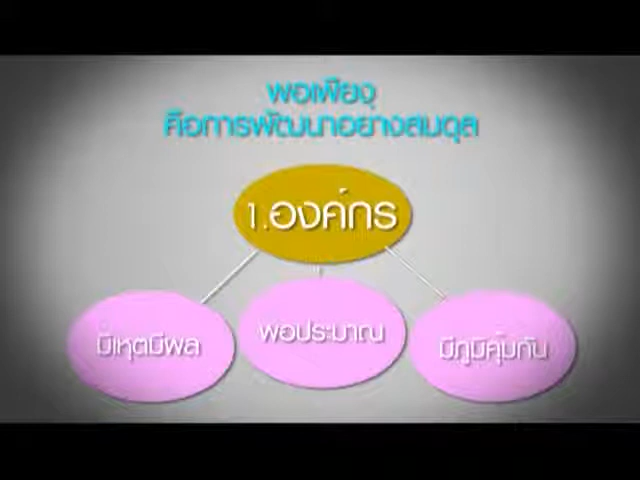 พอเพียง
คือการพัฒนาอย่างสมดุล
1.องค์กร
มีเหตุมีผล
พอประมาณ
มีภูมิคุ้มกัน